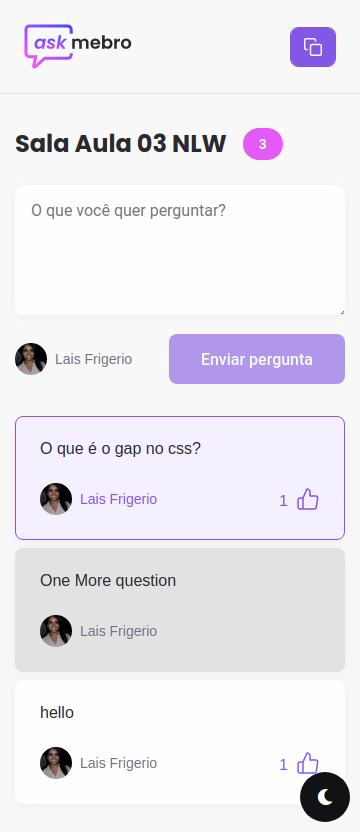 ask mebro
Sala Aula 03 NLW 3
O que você quer perguntar?
Lais Frigerio Enviar pergunta
O que é o gap no css?
Lais Frigerio 1
One More question
Lais Frigerio
hello
Lais Frigerio 1